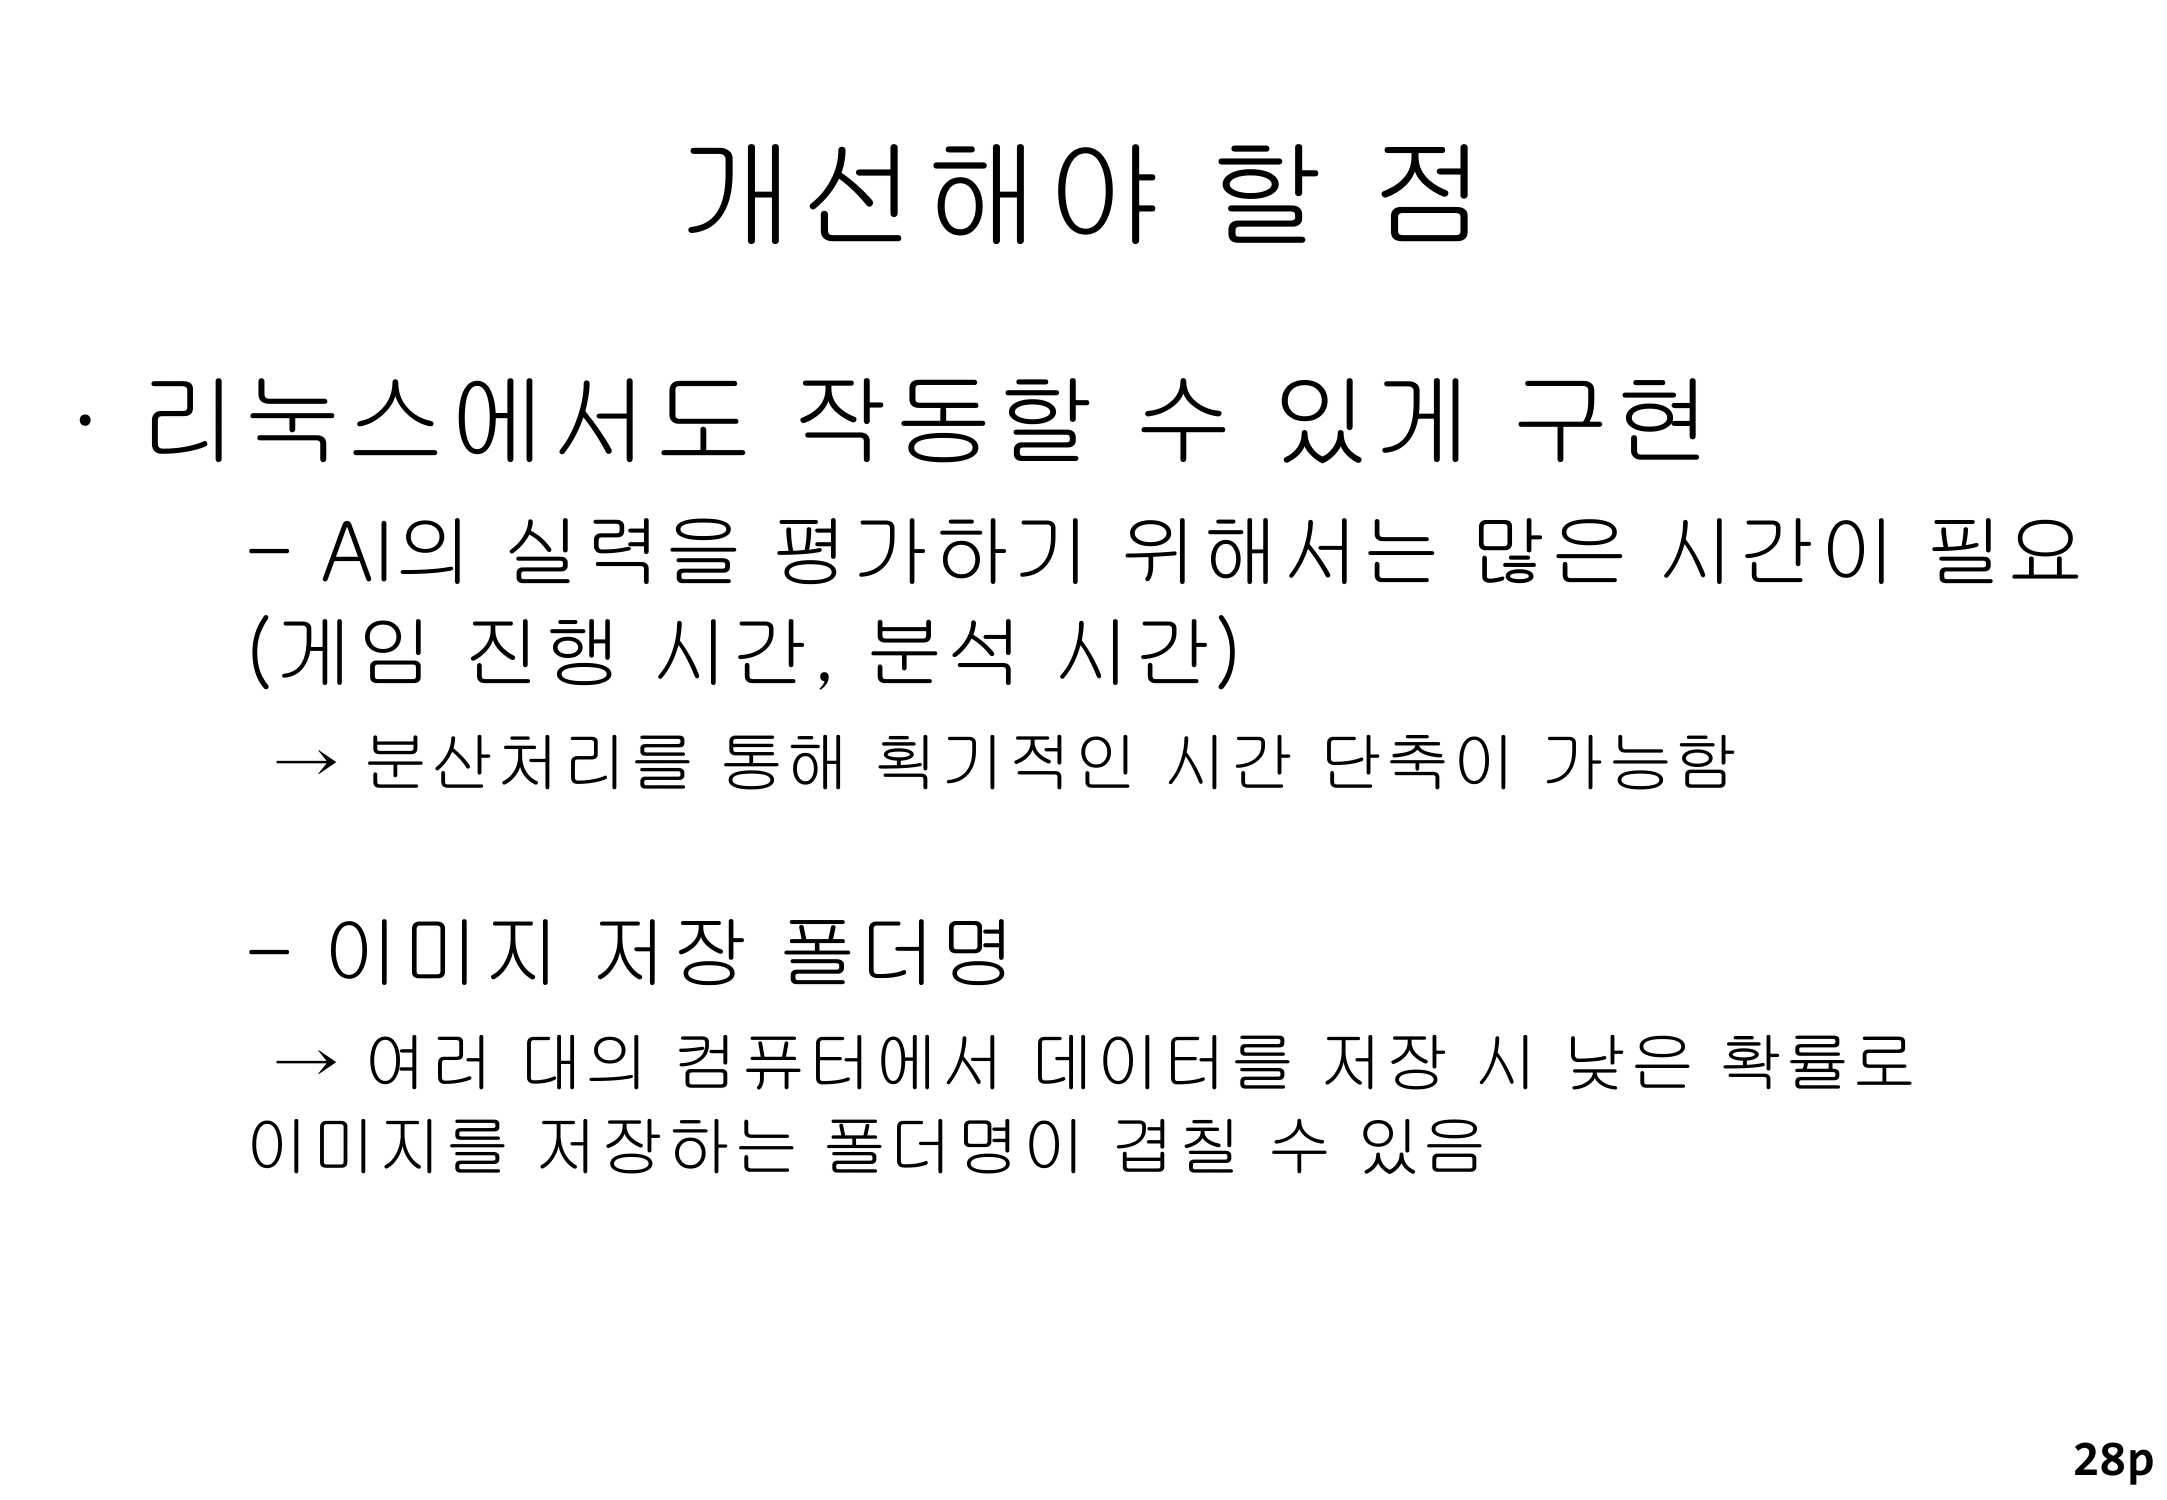 개선해야 할 점
· 리눅스에서도 작동할 수 있게 구현
– AI의 실력을 평가하기 위해서는 많은 시간이 필요
(게임 진행 시간, 분석 시간)
→ 분산처리를 통해 획기적인 시간 단축이 가능함
– 이미지 저장 폴더명
→ 여러 대의 컴퓨터에서 데이터를 저장 시 낮은 확률로
이미지를 저장하는 폴더명이 겹칠 수 있음
28p